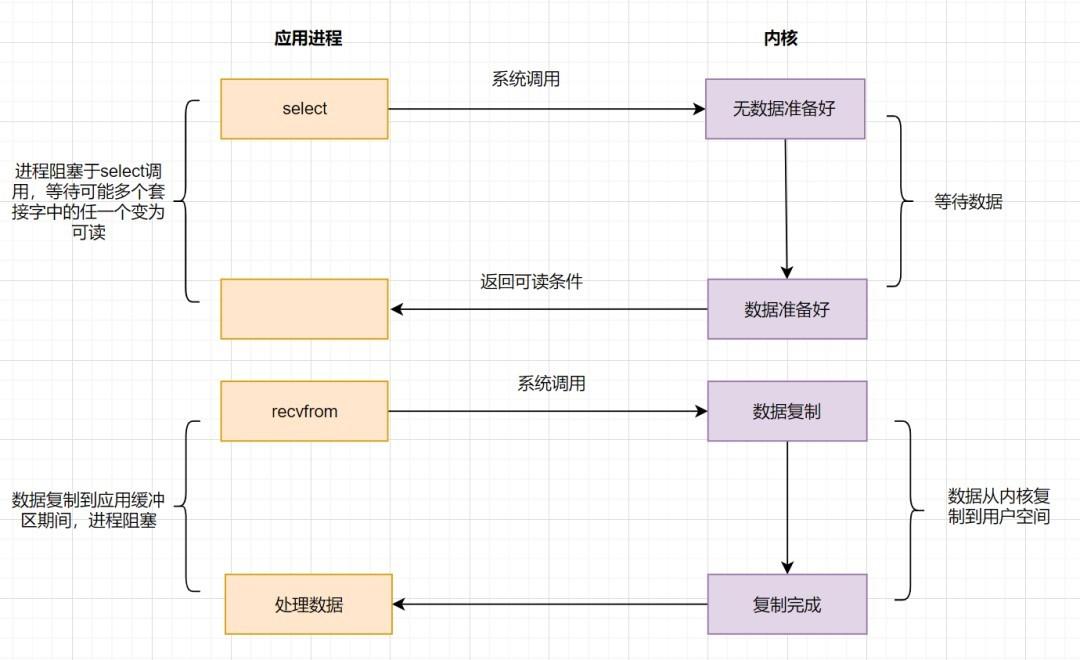 应用进程
内核
系统调用
select
无数据准备好
进程阻塞于select调
用，等待可能多个套
接字中的任一个变为
可读
等待数据
返回可读条件
数据准备好
系统调用
recvfrom
数据复制
数据复制到应用缓冲
区期间，进程阻塞
数据从内核复
制到用户空间
处理数据
复制完成